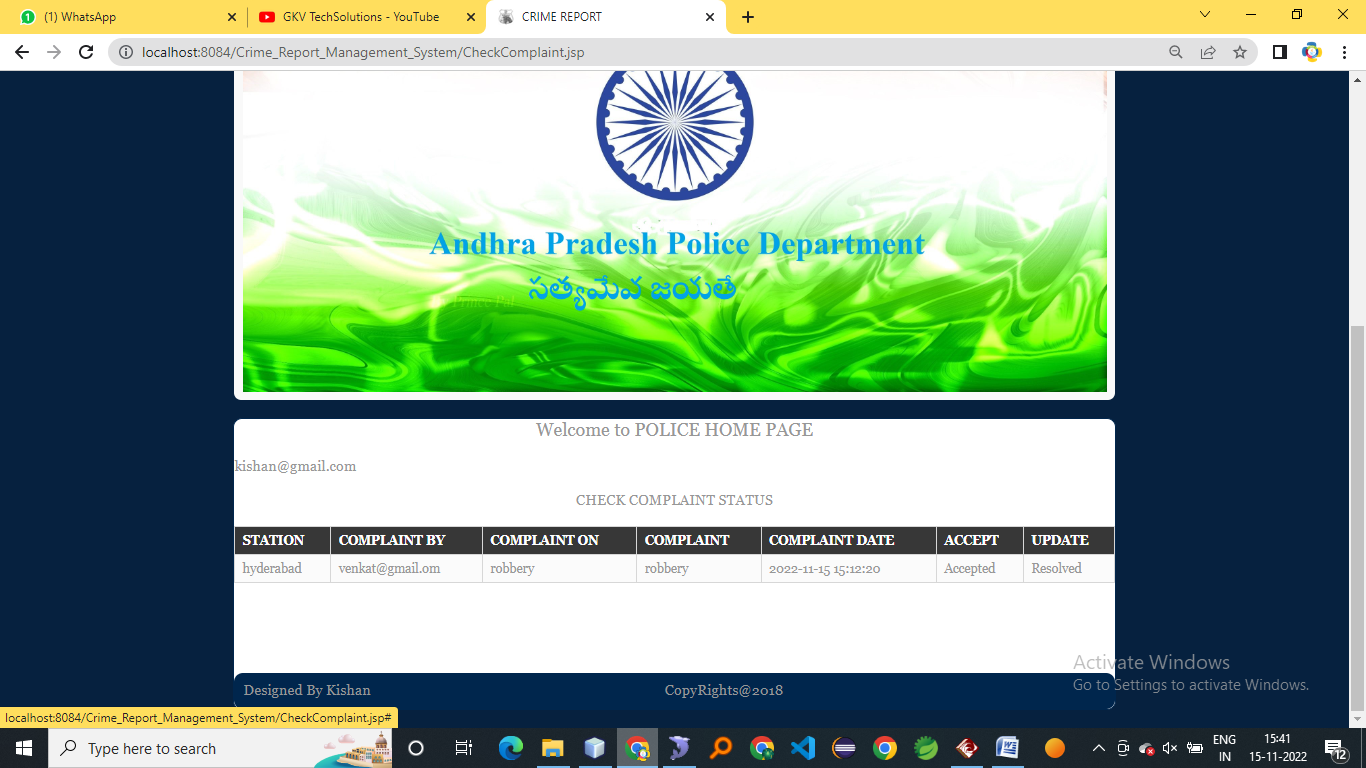 (1) WhatsApp
GKV TechSolutions - YouTube
CRIME REPORT
localhost:8084/Crime_Report_Management_System/CheckComplaint.jsp
Andhra Pradesh Police Department
సత్యమేవ జయతే
Welcome to POLICE HOME PAGE
kishan@gmail.com
CHECK COMPLAINT STATUS
STATION COMPLAINT BY COMPLAINT ON COMPLAINT COMPLAINT DATE ACCEPT UPDATE
hyderabad venkat@gmail.om robbery robbery 2022-11-15 15:12:20 Accepted Resolved
Activate Windows
Go to Settings to activate Windows.
Designed By Kishan CopyRights@2018
localhost:8084/Crime_Report_Management_System/CheckComplaint.jsp#
Type here to search
ENG
IN
15:41
15-11-2022
12